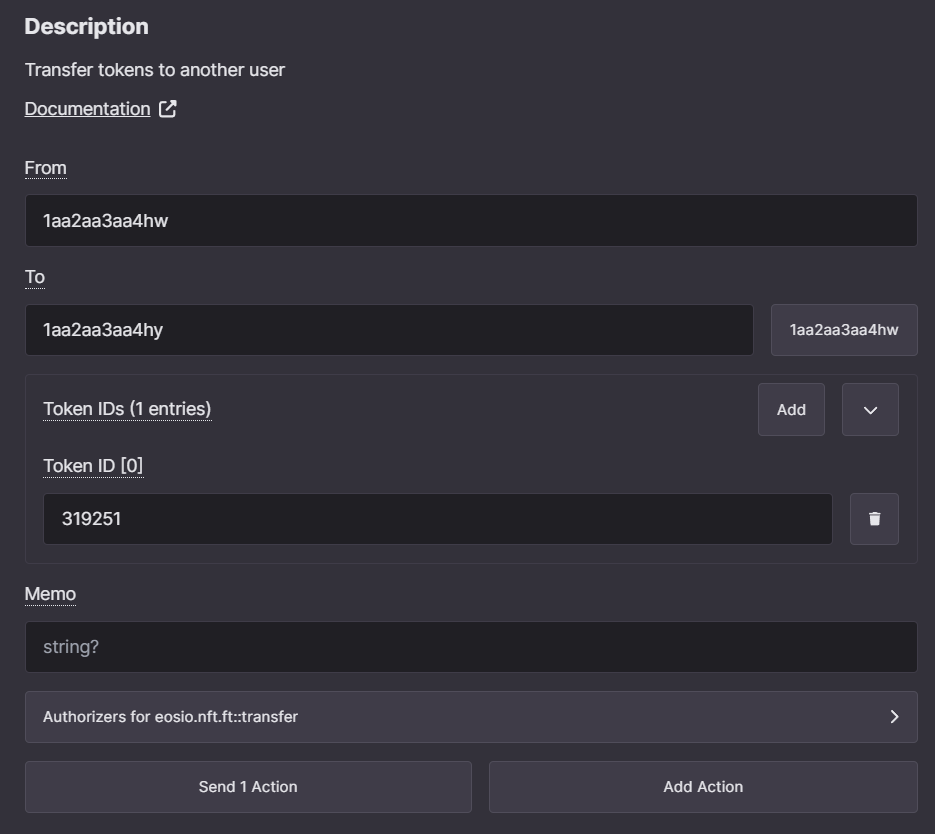 Description
Transfer tokens to another user
Documentation
From
1aa2aa3aa4hw
To
1aa2aa3aa4hy
1aa2aa3aa4hw
Token IDs (1 entries)
Add
Token ID [0]
319251
Memo
string?
Authorizers for eosio.nft.ft::transfer
Send 1 Action
Add Action